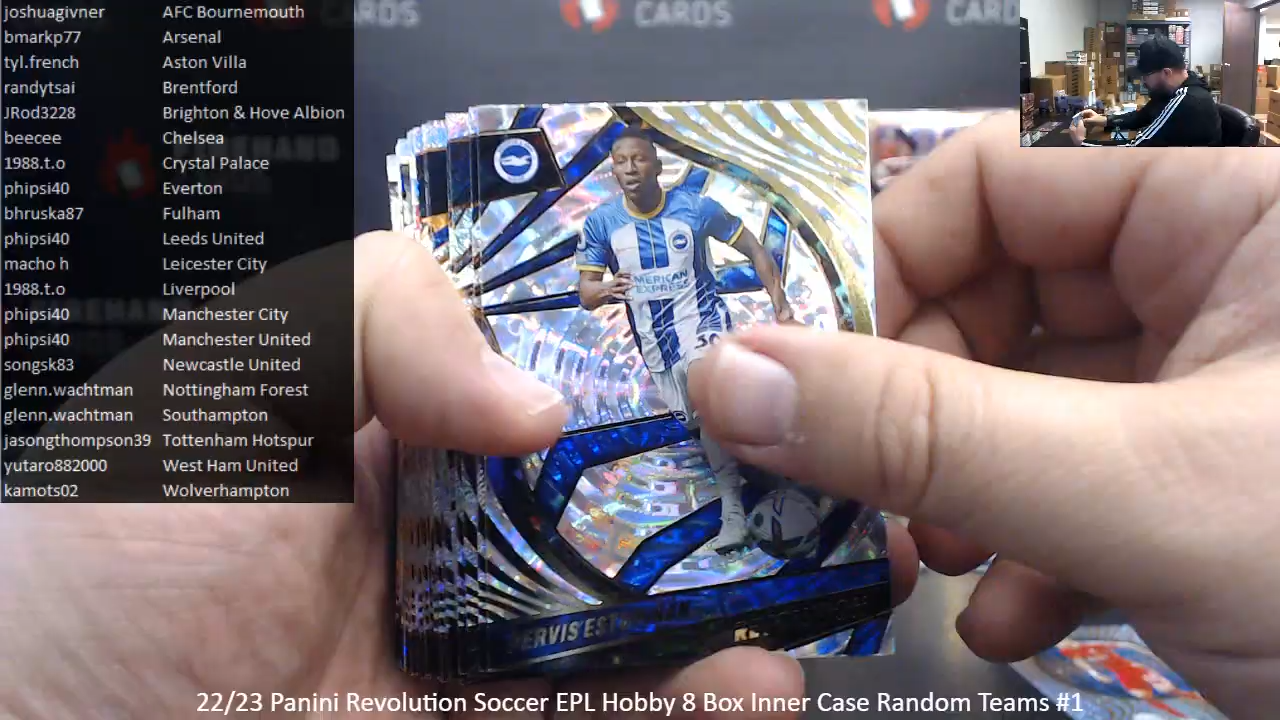 joshuagivner AFC Bournemouth
bmarkp77 Arsenal
tyl.french Aston Villa
randytsai Brentford
JRod3228 Brighton & Hove Albion
beecee Chelsea
1988.t.o Crystal Palace
phipsi40 Everton
bhruska87 Fulham
phipsi40 Leeds United
macho h Leicester City
1988.t.o Liverpool
phipsi40 Manchester City
phipsi40 Manchester United
songsk83 Newcastle United
glenn.wachtman Nottingham Forest
glenn.wachtman Southampton
jasongthompson39 Tottenham Hotspur
yutaro882000 West Ham United
kamots02 Wolverhampton
CARDS
CARDS
CARD
AMERICAN
EXPRESS
30
22/23 Panini Revolution Soccer EPL Hobby 8 Box Inner Case Random Teams #1